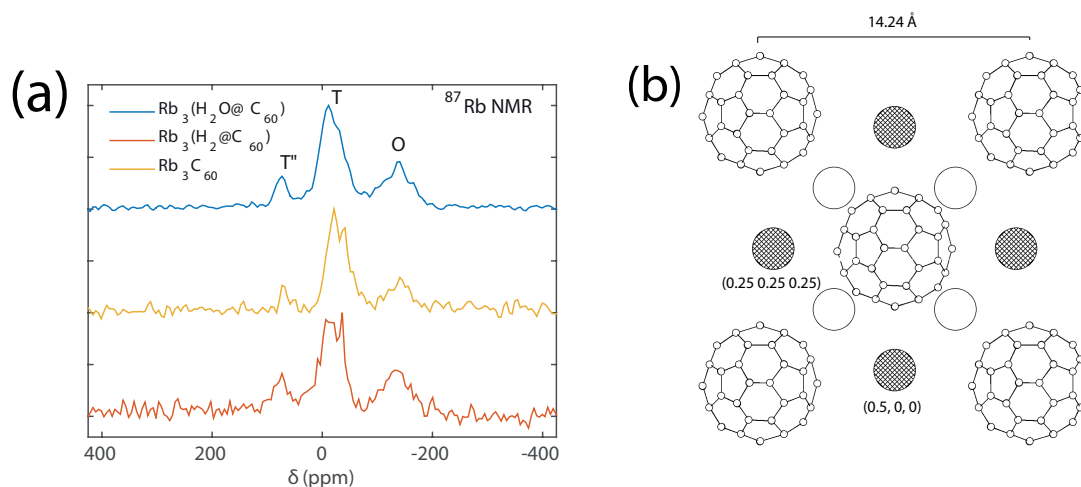 (a)
Rb3(H2O@ C60)
Rb3(H2@C60)
Rb3C60
87Rb NMR
T"
T
O
400
200
0
-200
-400
δ (ppm)
(b)
14.24 Å
(0.25 0.25 0.25)
(0.5, 0, 0)